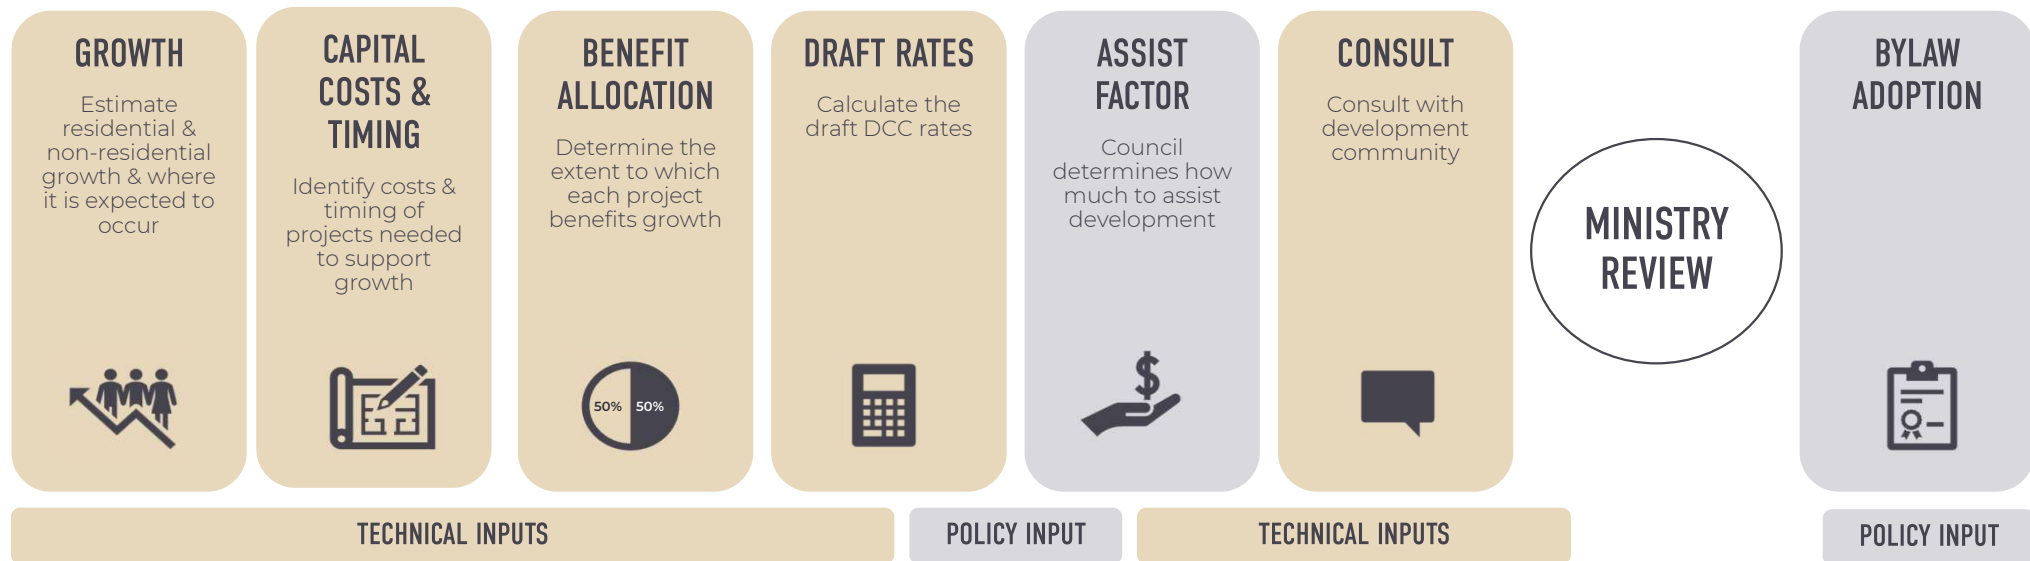 GROWTH
Estimate
residential &
non-residential
growth & where
it is expected to
occur
CAPITAL
COSTS &
TIMING
Identify costs &
timing of
projects needed
to support
growth
BENEFIT
ALLOCATION
Determine the
extent to which
each project
benefits growth
50% 50%
DRAFT RATES
Calculate the
draft DCC rates
ASSIST
FACTOR
Council
determines how
much to assist
development
$
CONSULT
Consult with
development
community
MINISTRY
REVIEW
BYLAW
ADOPTION
TECHNICAL INPUTS
POLICY INPUT
TECHNICAL INPUTS
POLICY INPUT